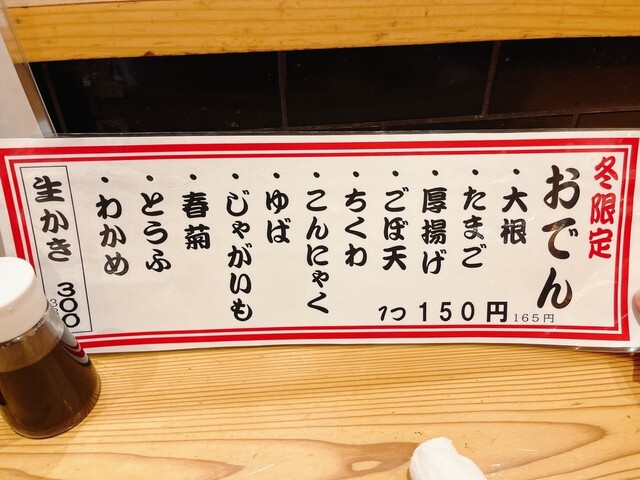 冬限定
おでん
・大根
・たまご
・厚揚げ
・ごぼ天
・ちくわ
・こんにゃく
・ゆば
・じゃがいも
・春菊
・とうふ
・わかめ
1つ150円165円
生かき 300